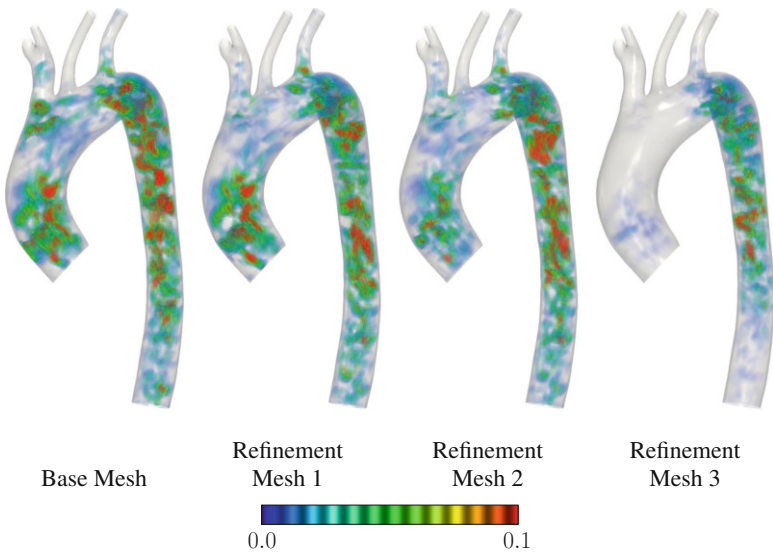 Base Mesh
Refinement
Mesh 1
Refinement
Mesh 2
Refinement
Mesh 3
0.0
0.1